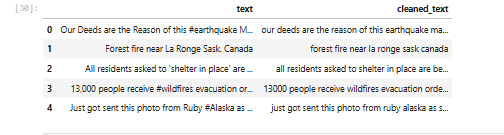 [30]:
text cleaned_text
0 Our Deeds are the Reason of this #earthquake M... our deeds are the reason of this earthquake ma...
1 Forest fire near La Ronge Sask. Canada forest fire near la ronge sask canada
2 All residents asked to 'shelter in place' are ... all residents asked to shelter in place are be...
3 13,000 people receive #wildfires evacuation or... 13000 people receive wildfires evacuation orde...
4 Just got sent this photo from Ruby #Alaska as ... just got sent this photo from ruby alaska as s...